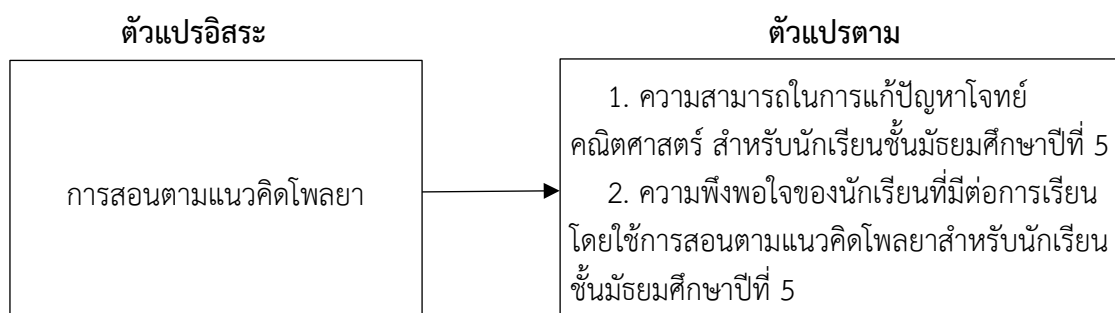 ตัวแปรอิสระ
ตัวแปรตาม
การสอนตามแนวคิดโพลยา
1. ความสามารถในการแก้ปัญหาโจทย์
คณิตศาสตร์ สำหรับนักเรียนชั้นมัธยมศึกษาปีที่ 5
2. ความพึงพอใจของนักเรียนที่มีต่อการเรียน
โดยใช้การสอนตามแนวคิดโพลยาสำหรับนักเรียน
ชั้นมัธยมศึกษาปีที่ 5